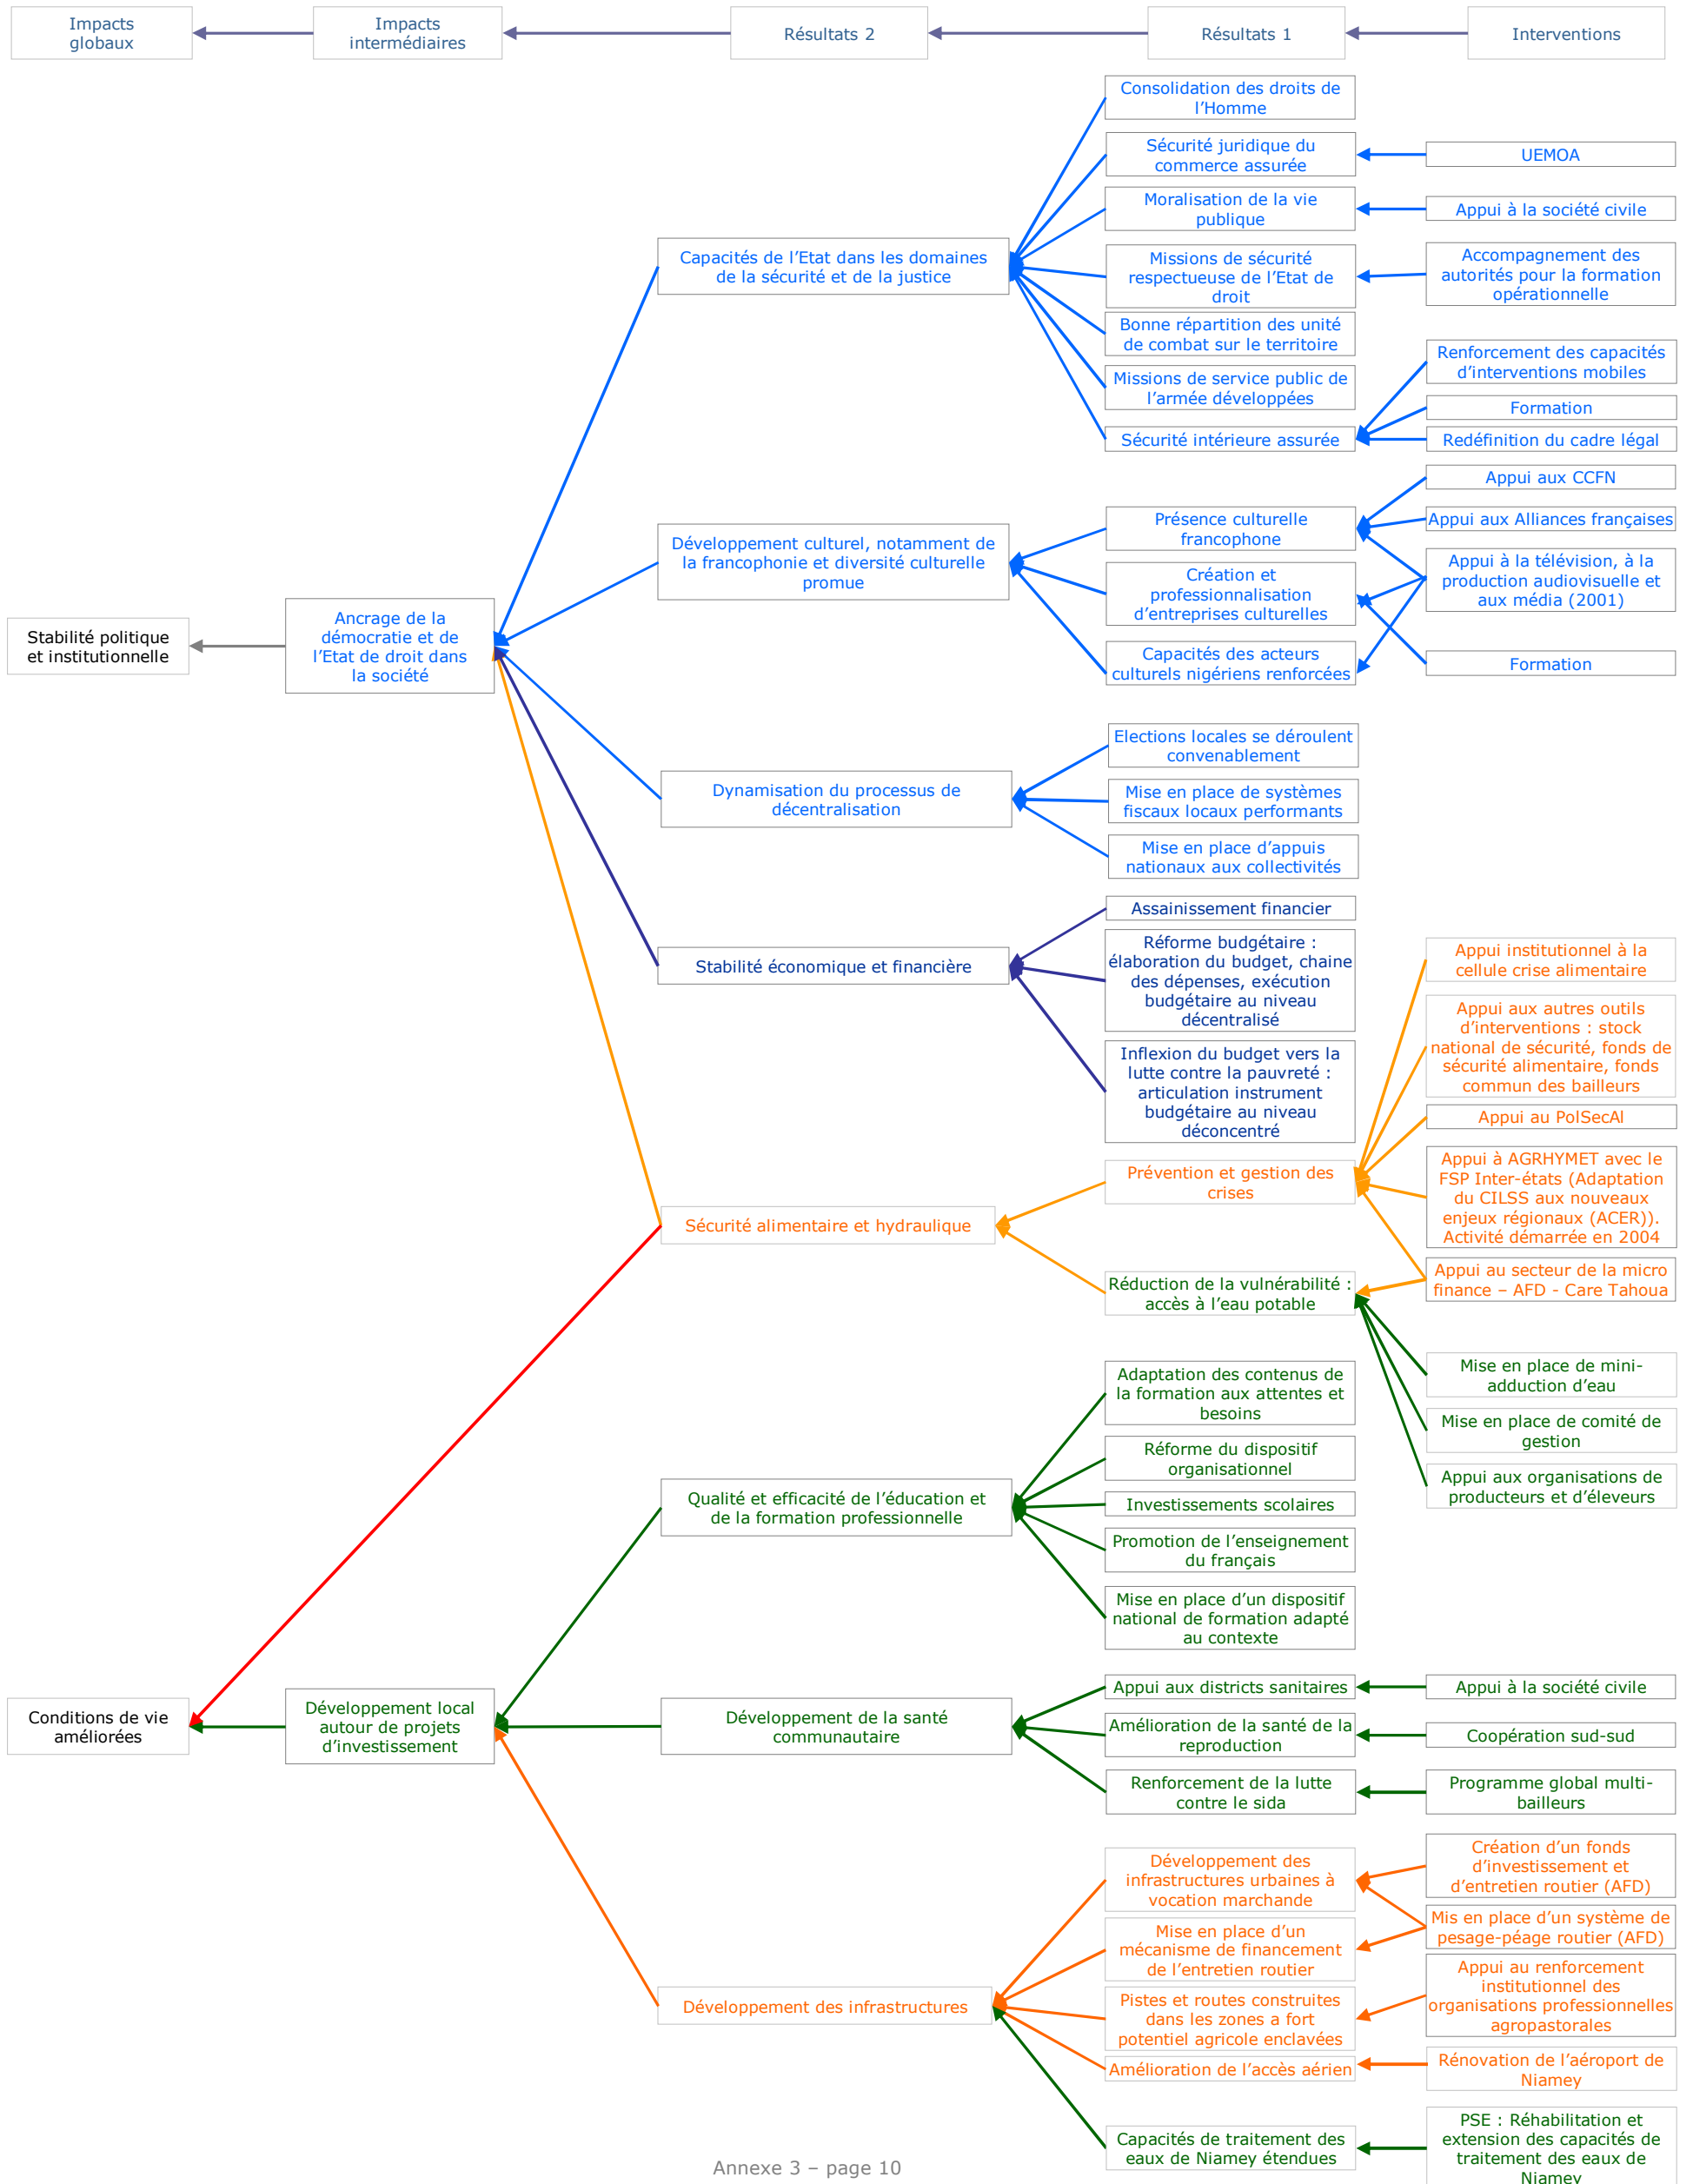 Impacts
globaux
Impacts
intermédiaires
Résultats 2
Résultats 1
Interventions
Consolidation des droits de
l’Homme
Sécurité juridique du
commerce assurée
UEMOA
Moralisation de la vie
publique
Appui à la société civile
Capacités de l’Etat dans les domaines
de la sécurité et de la justice
Missions de sécurité
respectueuse de l’Etat de
droit
Accompagnement des
autorités pour la formation
opérationnelle
Bonne répartition des unité
de combat sur le territoire
Renforcement des capacités
d’interventions mobiles
Missions de service public de
l’armée développées
Formation
Sécurité intérieure assurée
Redéfinition du cadre légal
Appui aux CCFN
Présence culturelle
francophone
Appui aux Alliances françaises
Développement culturel, notamment de
la francophonie et diversité culturelle
promue
Création et
professionnalisation
d’entreprises culturelles
Appui à la télévision, à la
production audiovisuelle et
aux média (2001)
Stabilité politique
et institutionnelle
Ancrage de la
démocratie et de
l’Etat de droit dans
la société
Capacités des acteurs
culturels nigériens renforcées
Formation
Elections locales se déroulent
convenablement
Dynamisation du processus de
décentralisation
Mise en place de systèmes
fiscaux locaux performants
Mise en place d’appuis
nationaux aux collectivités
Assainissement financier
Stabilité économique et financière
Réforme budgétaire :
élaboration du budget, chaine
des dépenses, exécution
budgétaire au niveau
décentralisé
Appui institutionnel à la
cellule crise alimentaire
Appui aux autres outils
d’interventions : stock
national de sécurité, fonds de
sécurité alimentaire, fonds
commun des bailleurs
Inflexion du budget vers la
lutte contre la pauvreté :
articulation instrument
budgétaire au niveau
déconcentré
Appui au PolSecAl
Prévention et gestion des
crises
Appui à AGRHYMET avec le
FSP Inter-états (Adaptation
du CILSS aux nouveaux
enjeux régionaux (ACER)).
Activité démarrée en 2004
Sécurité alimentaire et hydraulique
Réduction de la vulnérabilité :
accès à l’eau potable
Appui au secteur de la micro
finance – AFD - Care Tahoua
Mise en place de mini-
adduction d’eau
Adaptation des contenus de
la formation aux attentes et
besoins
Mise en place de comité de
gestion
Réforme du dispositif
organisationnel
Appui aux organisations de
producteurs et d’éleveurs
Qualité et efficacité de l’éducation et
de la formation professionnelle
Investissements scolaires
Promotion de l’enseignement
du français
Mise en place d’un dispositif
national de formation adapté
au contexte
Appui aux districts sanitaires
Appui à la société civile
Conditions de vie
améliorées
Développement local
autour de projets
d’investissement
Développement de la santé
communautaire
Amélioration de la santé de la
reproduction
Coopération sud-sud
Renforcement de la lutte
contre le sida
Programme global multi-
bailleurs
Développement des
infrastructures urbaines à
vocation marchande
Création d’un fonds
d’investissement et
d’entretien routier (AFD)
Mise en place d’un
mécanisme de financement
de l’entretien routier
Mis en place d’un système de
pesage-péage routier (AFD)
Développement des infrastructures
Pistes et routes construites
dans les zones a fort
potentiel agricole enclavées
Appui au renforcement
institutionnel des
organisations professionnelles
agropastorales
Amélioration de l’accès aérien
Rénovation de l’aéroport de
Niamey
Capacités de traitement des
eaux de Niamey étendues
PSE : Réhabilitation et
extension des capacités de
traitement des eaux de
Niamey
Annexe 3 – page 10